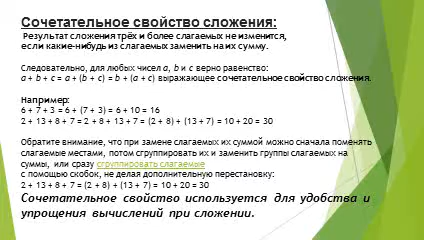 Сочетательное свойство сложения:
Результат сложения трёх и более слагаемых не изменится,
если какие-нибудь из слагаемых заменить на их сумму.
Следовательно, для любых чисел a, b и c верно равенство:
a + b + c = a + (b + c) = b + (a + c) выражающее сочетательное свойство сложения.
Например:
6 + 7 + 3 = 6 + (7 + 3) = 6 + 10 = 16
2 + 13 + 8 + 7 = 2 + 8 + 13 + 7 = (2 + 8) + (13 + 7) = 10 + 20 = 30
Обратите внимание, что при замене слагаемых их суммой можно сначала поменять
слагаемые местами, потом сгруппировать их и заменить группы слагаемых на
суммы, или сразу сгруппировать слагаемые
с помощью скобок, не делая дополнительную перестановку:
2 + 13 + 8 + 7 = (2 + 8) + (13 + 7) = 10 + 20 = 30
Сочетательное свойство используется для удобства и
упрощения вычислений при сложении.